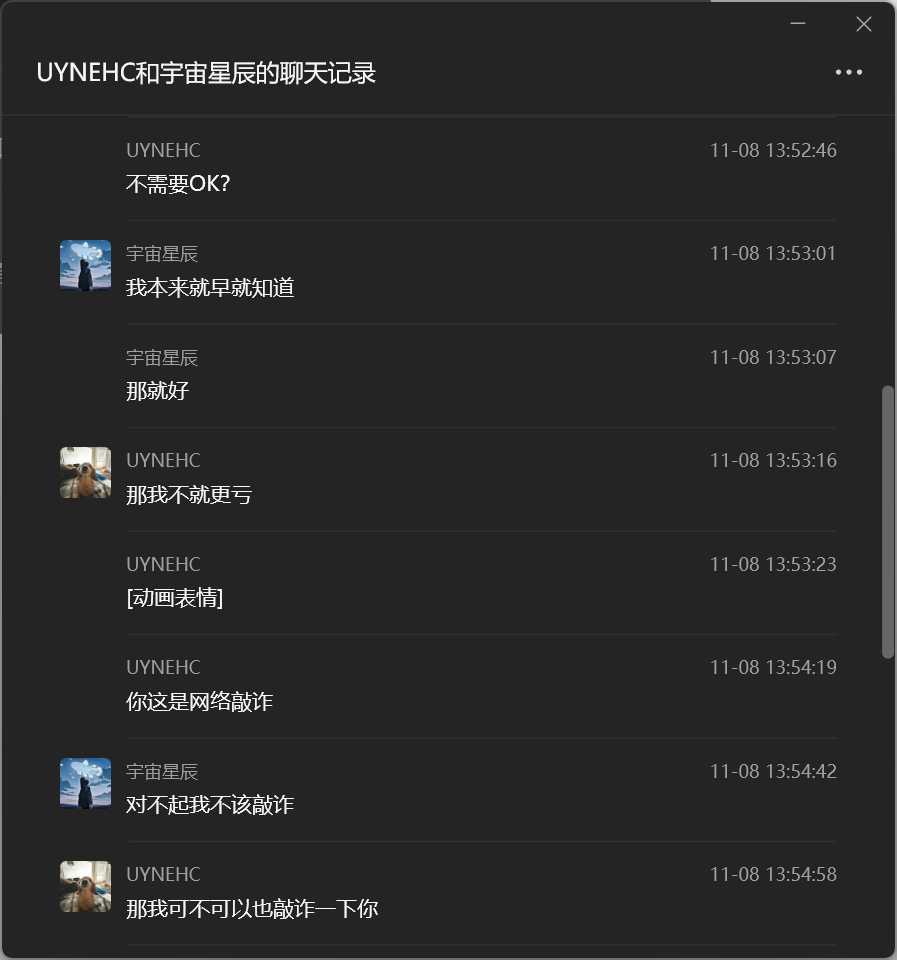 UYNEHC和宇宙星辰的聊天记录
UYNEHC 11-08 13:52:46
不需要OK?
宇宙星辰 11-08 13:53:01
我本来就早就知道
宇宙星辰 11-08 13:53:07
那就好
UYNEHC 11-08 13:53:16
那我不就更亏
UYNEHC 11-08 13:53:23
[动画表情]
UYNEHC 11-08 13:54:19
你这是网络敲诈
宇宙星辰 11-08 13:54:42
对不起我不该敲诈
UYNEHC 11-08 13:54:58
那我可不可以也敲诈一下你